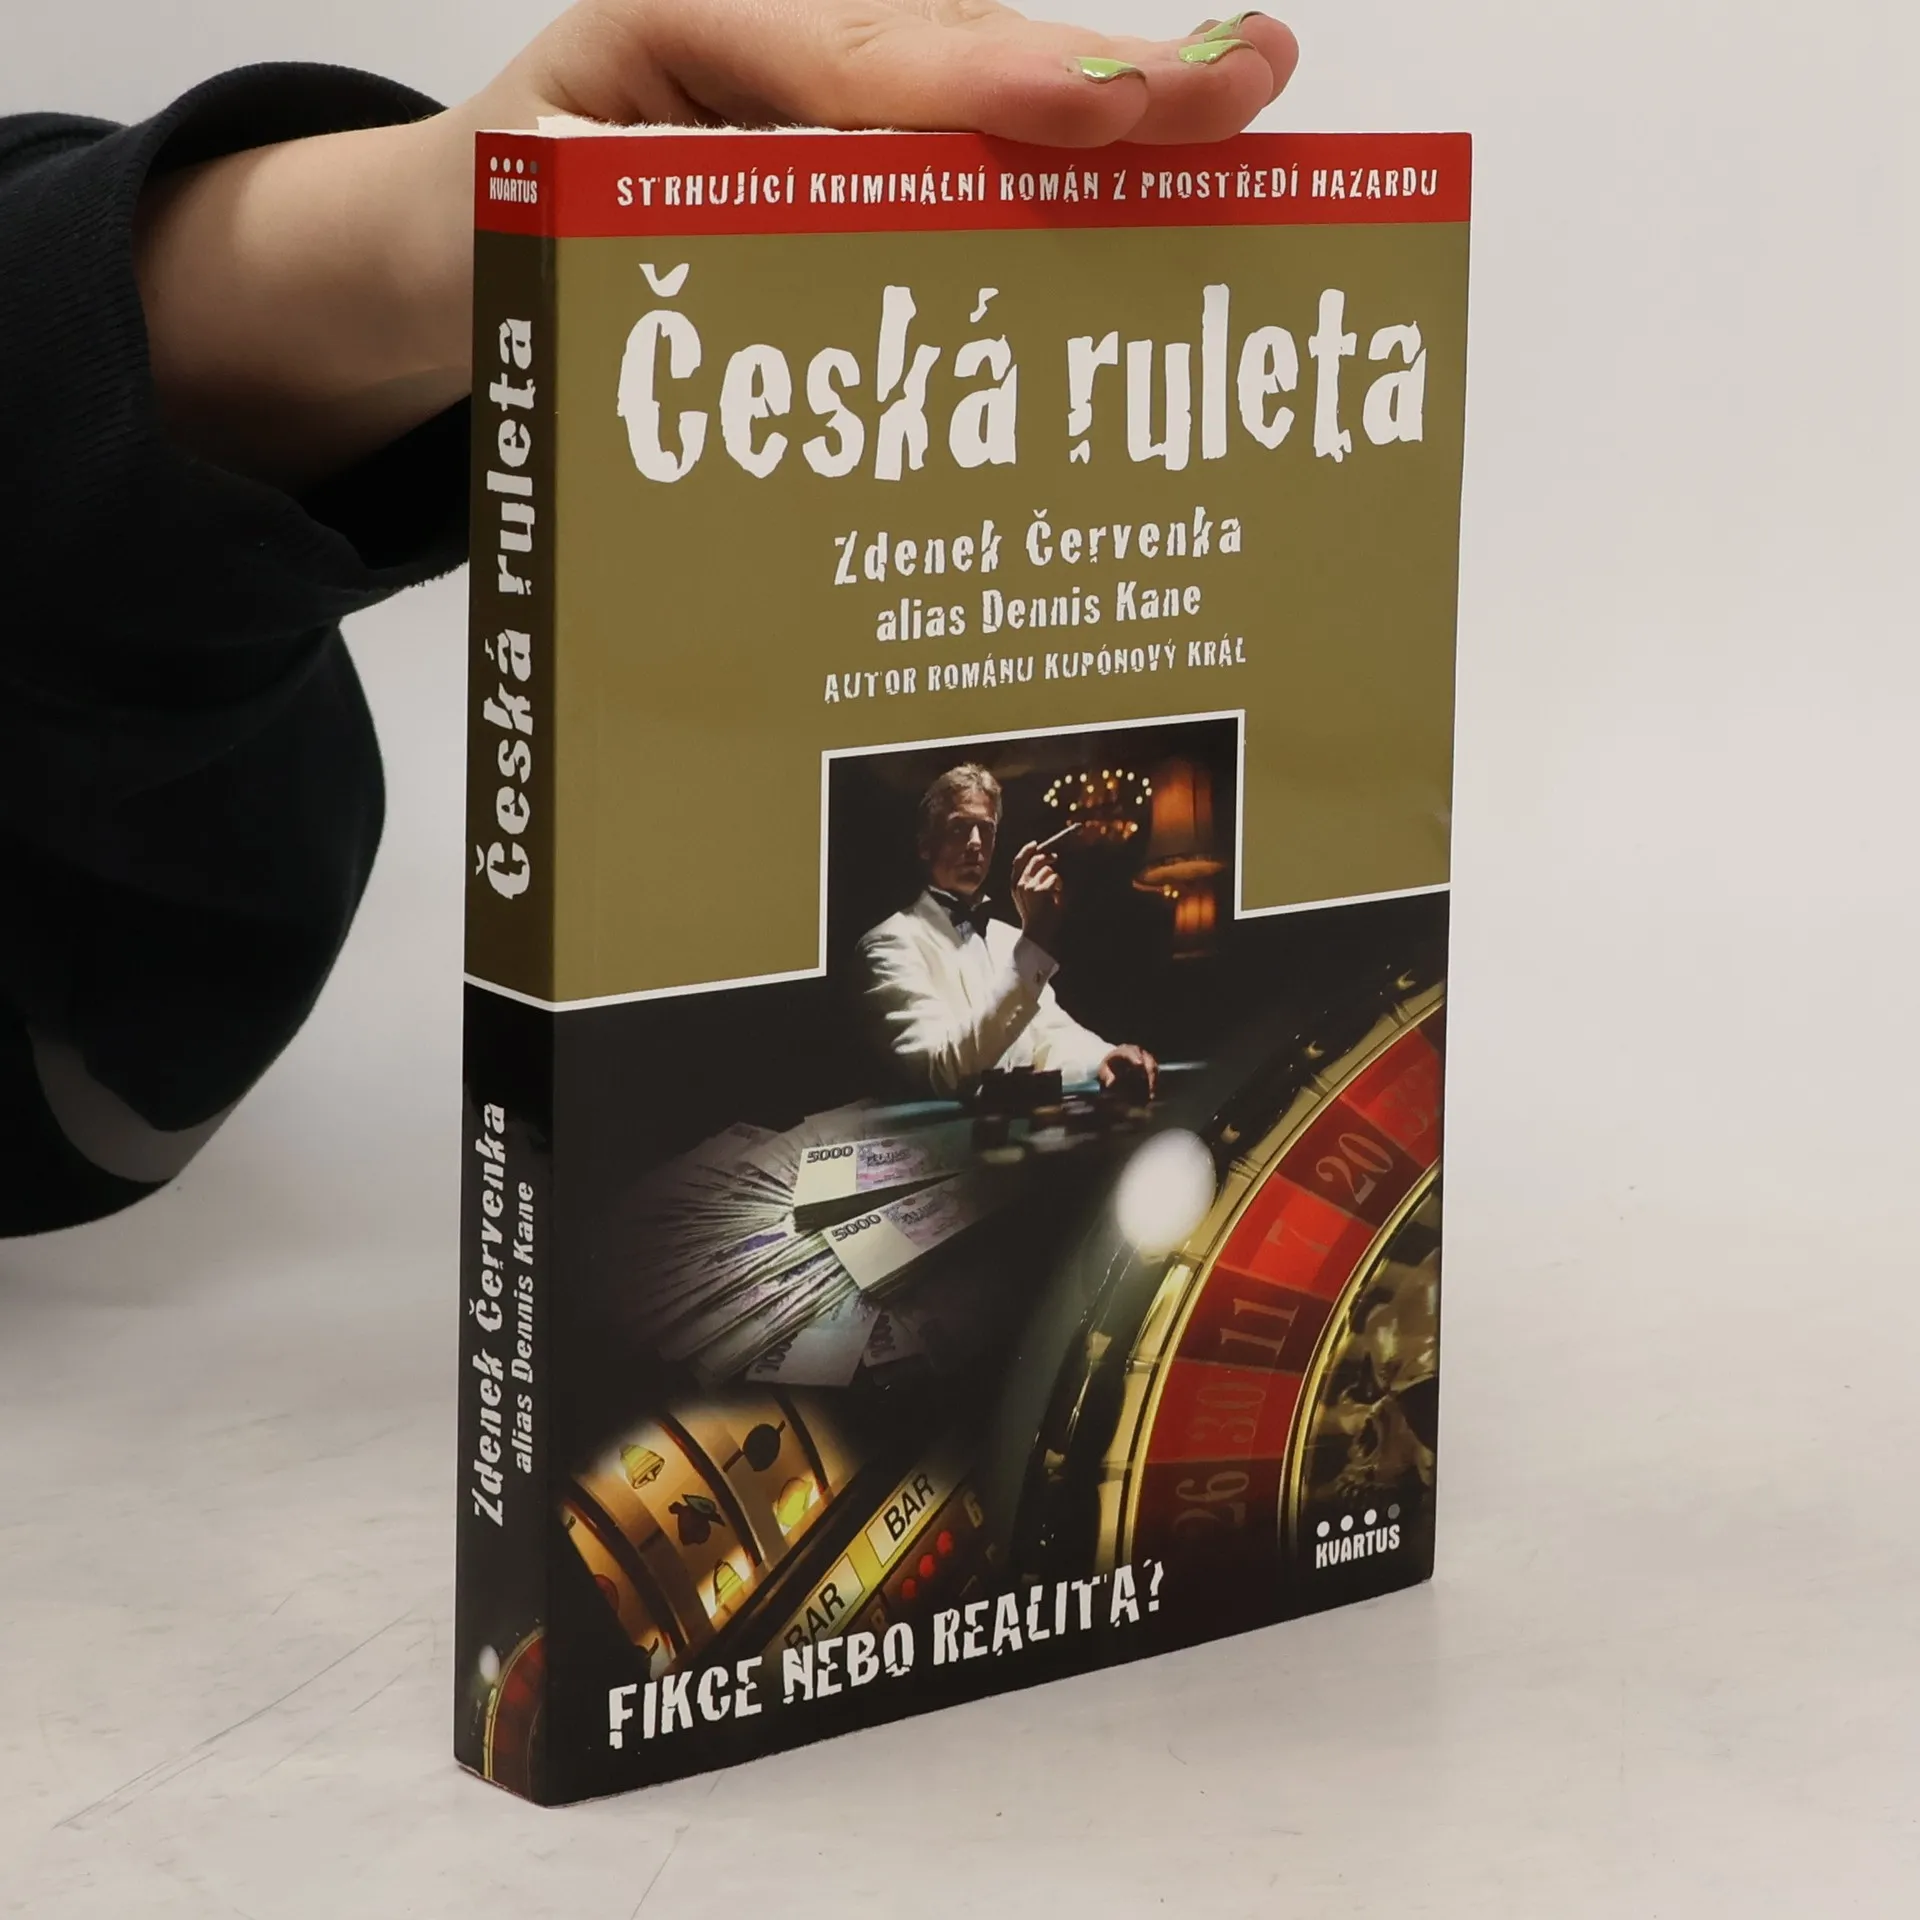 KVARTUS
Česká ruleta
Zdenek Červenka
alias Dennis Kane
STRHUJÍCÍ KRIMINÁLNÍ ROMÁN Z PROSTŘEDÍ HAZARDU
Česká ruleta
Zdenek Červenka
alias Dennis Kane
AUTOR ROMÁNU KUPÓNOVÝ KRÁL
5000
5000
20
7
11
30
26
BAR
BAR
KVARTUS
FIKCE NEBO REALITA?